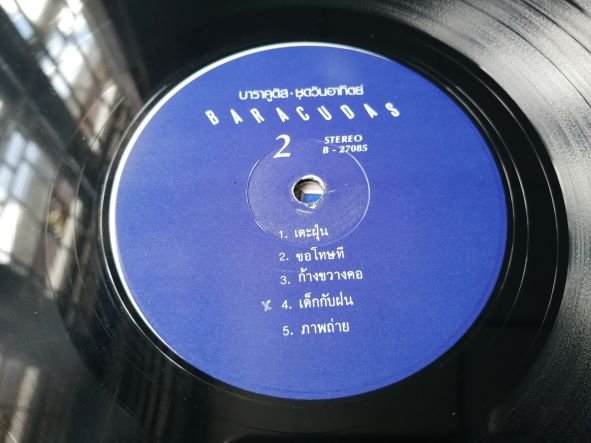 บาราคูดัส • ชุดวันอาทิตย์
BARACUDAS
2
STEREO
B - 27085
1. เตะฝุ่น
2. ขอโทษที
3. ก้างขวางคอ
x 4. เด็กกับฝน
5. ภาพถ่าย